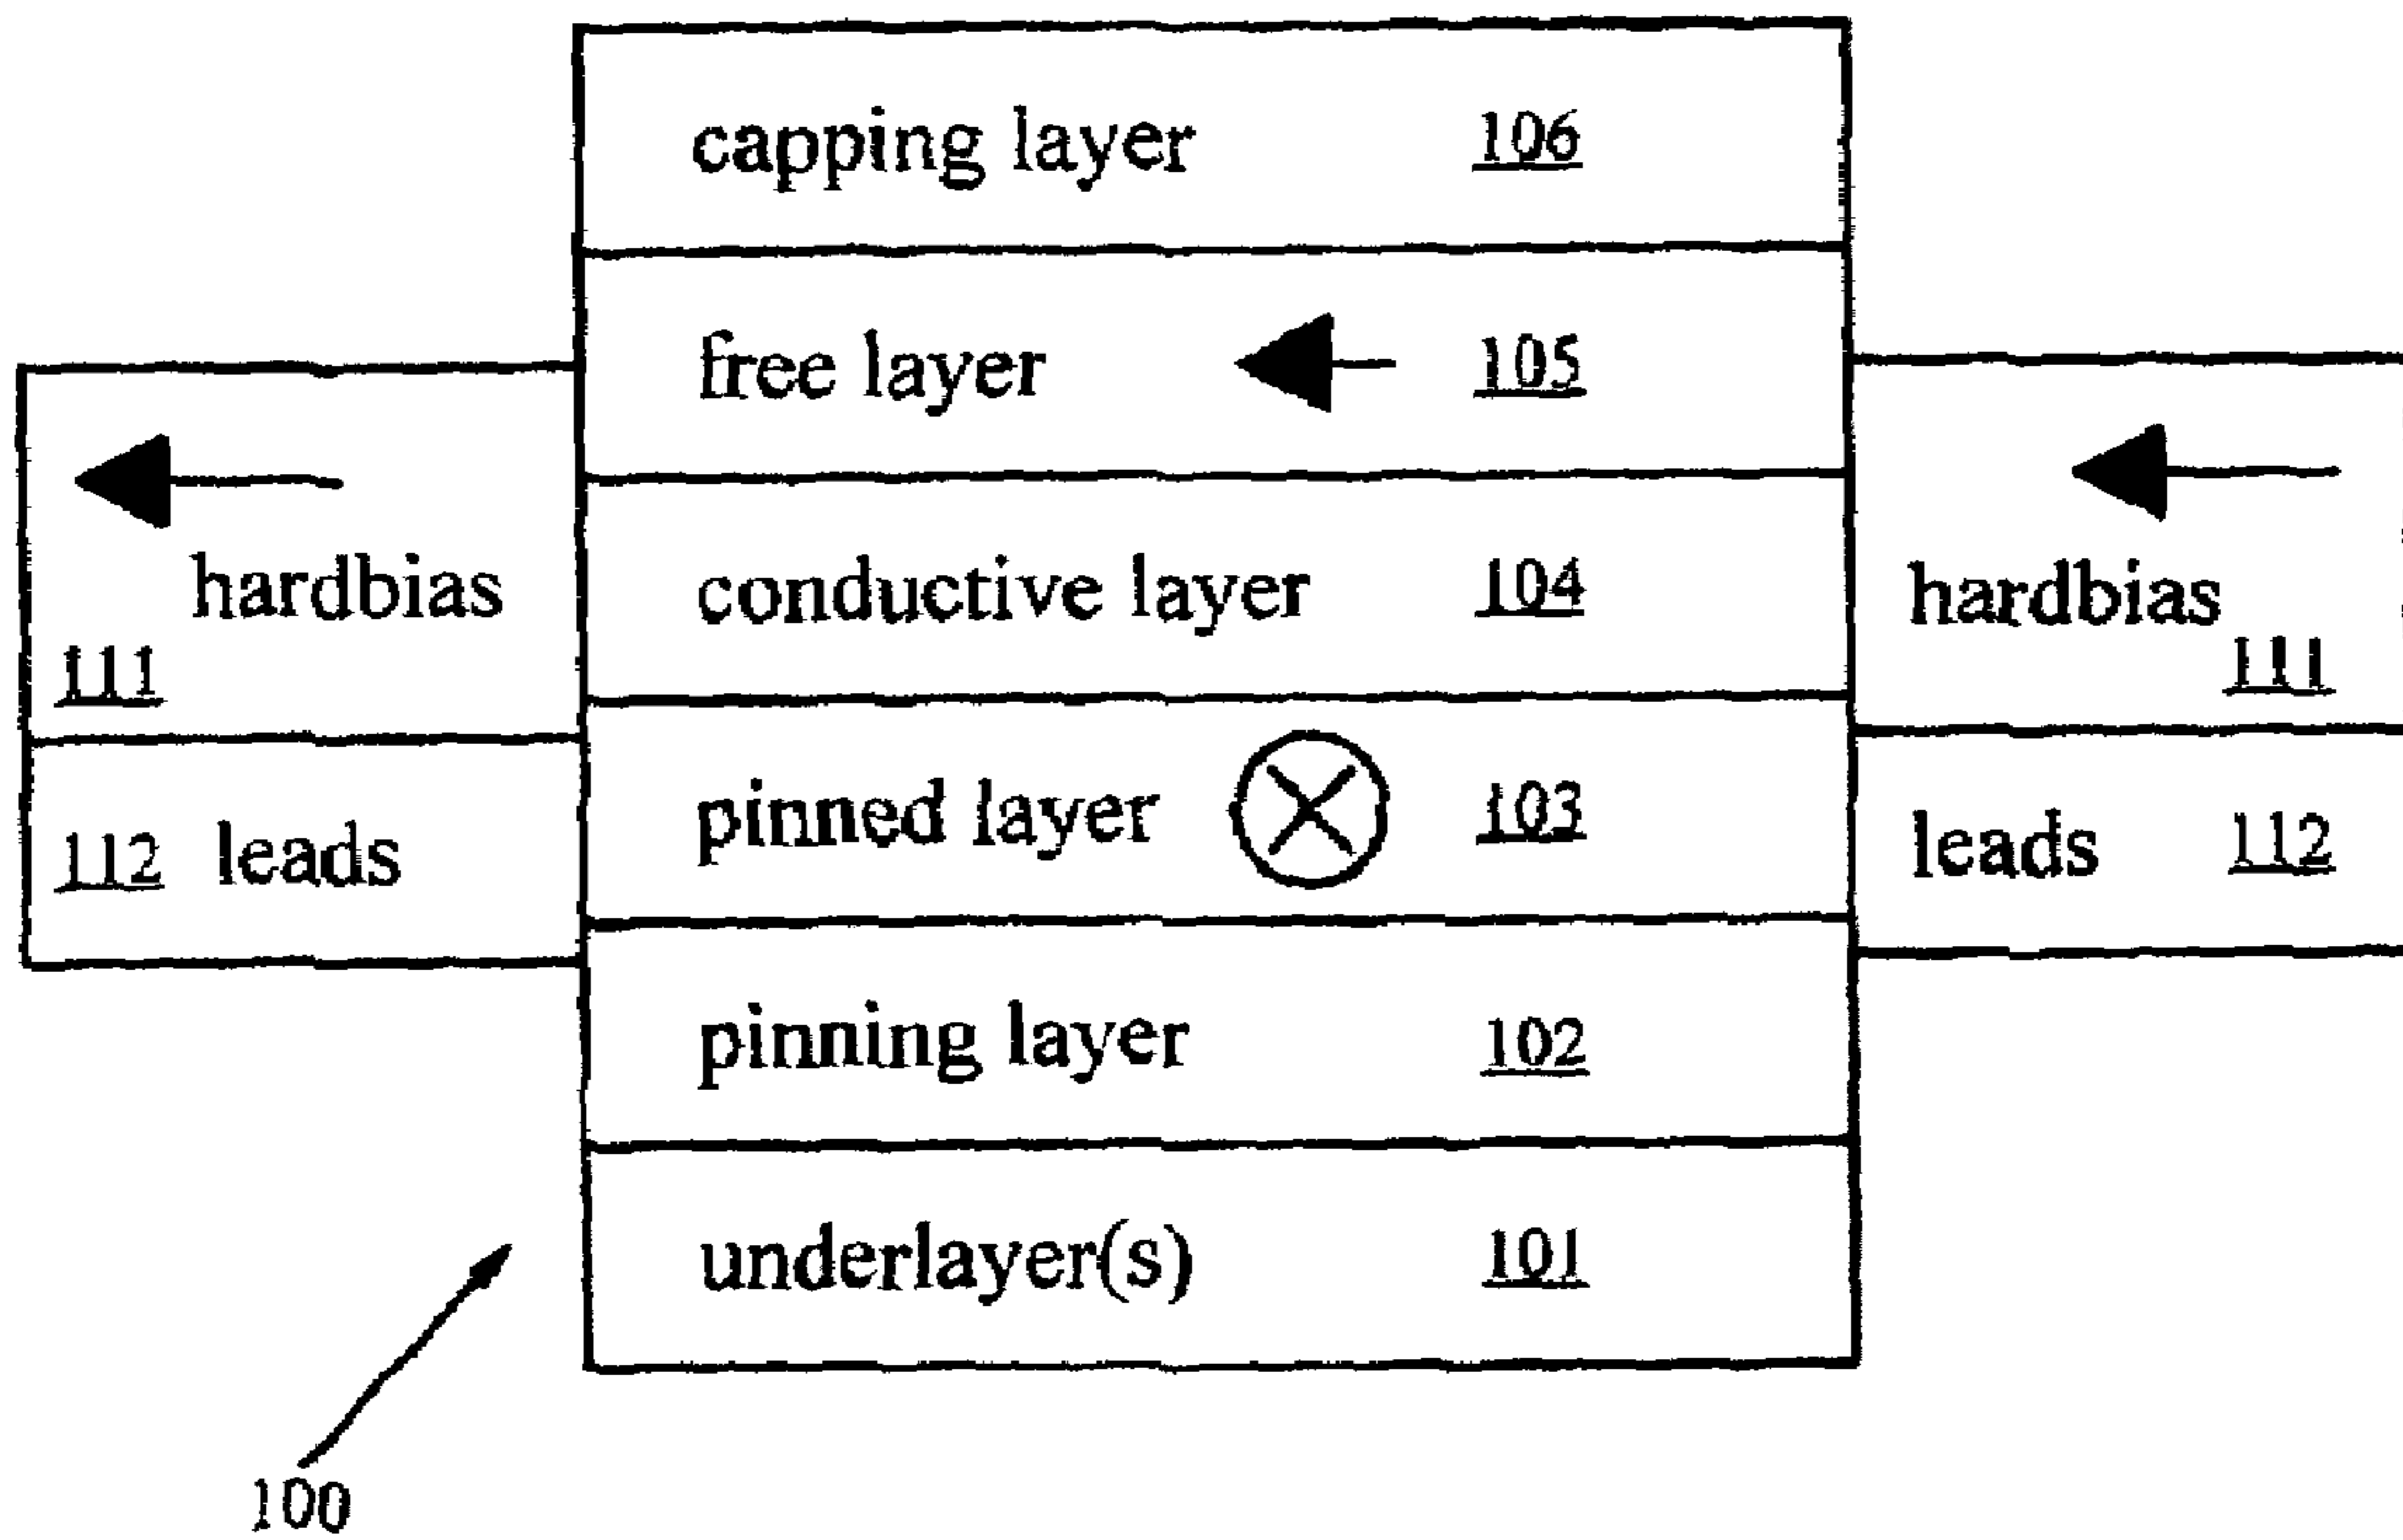 capping layer 106
free layer 105
hardbias
111
conductive layer 104
hardbias
111
pinned layer 103
112 leads
leads 112
pinning layer 102
underlayer(s) 101
100